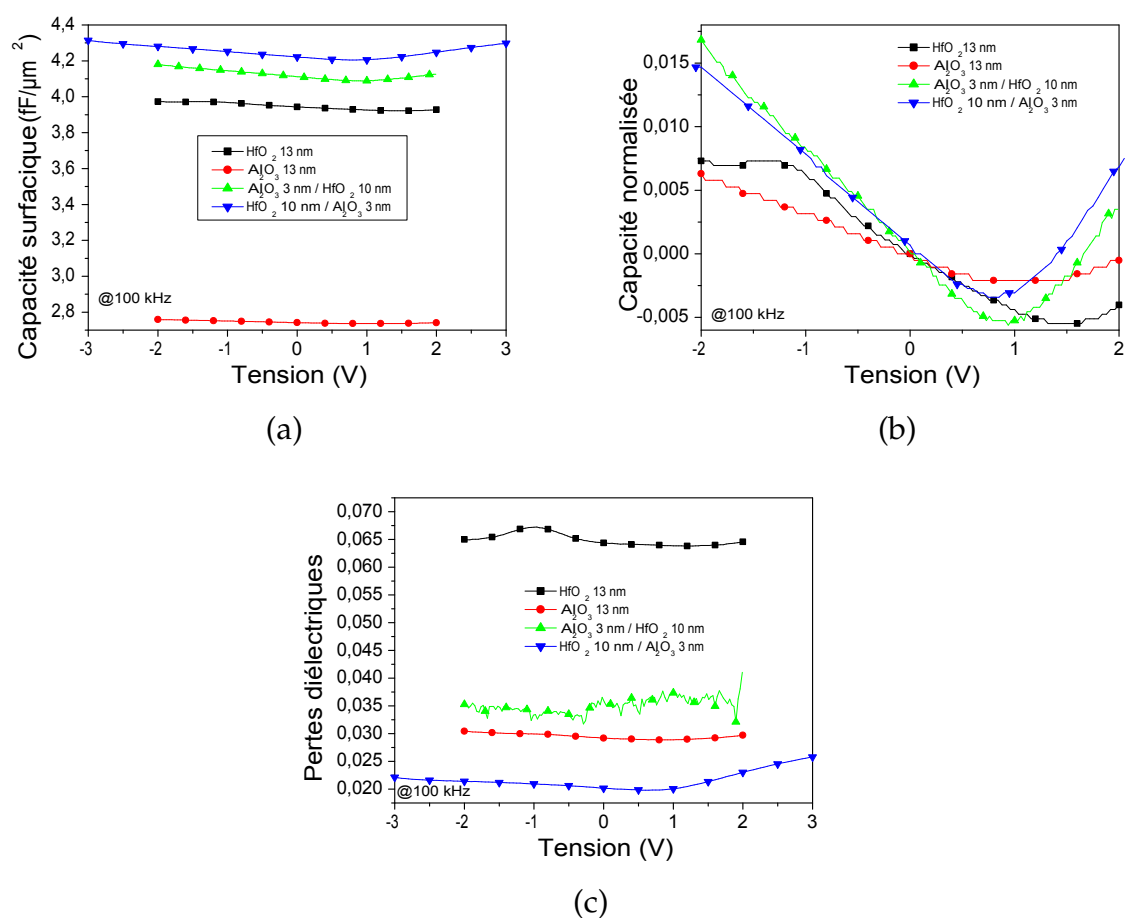 (a)
Capacité surfacique (fF/µm²)
4,4
4,2
4,0
3,8
3,6
3,4
3,2
3,0
2,8
HfO₂ 13 nm
Al₂O₃ 13 nm
Al₂O₃ 3 nm / HfO₂ 10 nm
HfO₂ 10 nm / Al₂O₃ 3 nm
@100 kHz
-3 -2 -1 0 1 2 3
Tension (V)
(b)
Capacité normalisée
0,015
0,010
0,005
0,000
-0,005
HfO₂ 13 nm
Al₂O₃ 13 nm
Al₂O₃ 3 nm / HfO₂ 10 nm
HfO₂ 10 nm / Al₂O₃ 3 nm
@100 kHz
-2 -1 0 1 2
Tension (V)
(a)
(b)
Pertes diélectriques
0,070
0,065
0,060
0,055
0,050
0,045
0,040
0,035
0,030
0,025
0,020
HfO₂ 13 nm
Al₂O₃ 13 nm
Al₂O₃ 3 nm / HfO₂ 10 nm
HfO₂ 10 nm / Al₂O₃ 3 nm
@100 kHz
-3 -2 -1 0 1 2 3
Tension (V)
(c)